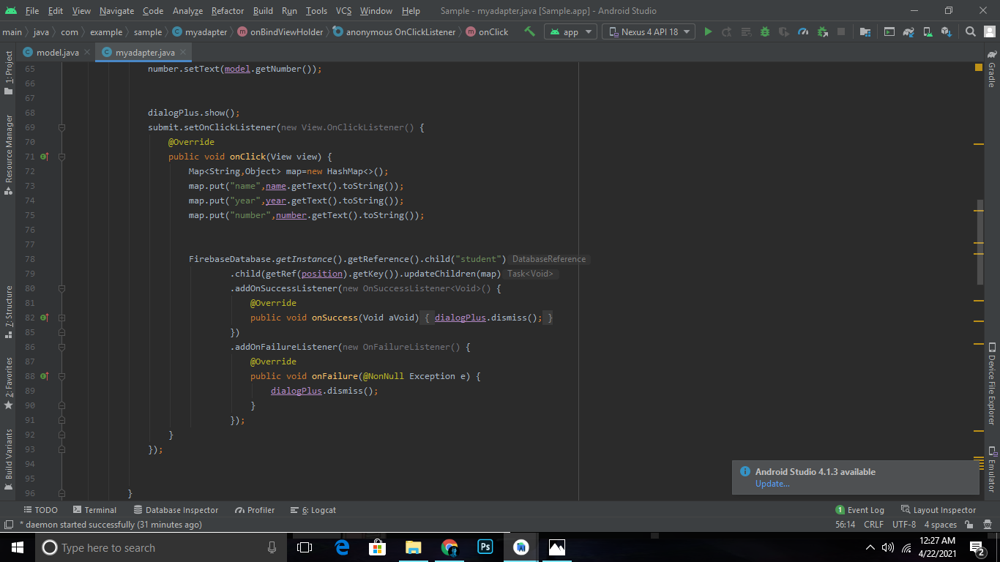 File Edit View Navigate Code Analyze Refactor Build Run Tools VCS Window Help Sample - myadapter.java [Sample.app] - Android Studio
main java com example sample myadapter onBindViewHolder anonymous OnClickListener onClick app Nexus 4 API 18
model.java myadapter.java
1: Project
Resource Manager
7: Structure
2: Favorites
Build Variants
65 number.setText(model.getNumber());
66
67
68 dialogPlus.show();
69 submit.setOnClickListener(new View.OnClickListener() {
70 @Override
71 public void onClick(View view) {
72 Map<String,Object> map=new HashMap<>();
73 map.put("name",name.getText().toString());
74 map.put("year",year.getText().toString());
75 map.put("number",number.getText().toString());
76
77
78 FirebaseDatabase.getInstance().getReference().child("student") DatabaseReference
79 .child(getRef(position).getKey()).updateChildren(map) Task<Void>
80 .addOnSuccessListener(new OnSuccessListener<Void>() {
81 @Override
82 public void onSuccess(Void aVoid) { dialogPlus.dismiss(); }
85 })
86 .addOnFailureListener(new OnFailureListener() {
87 @Override
88 public void onFailure(@NonNull Exception e) {
89 dialogPlus.dismiss();
90 }
91 });
92 }
93 });
94
95
96 }
Gradle
Device File Explorer
Emulator
Android Studio 4.1.3 available
Update...
TODO Terminal Database Inspector Profiler 6: Logcat 1 Event Log Layout Inspector
* daemon started successfully (31 minutes ago) 56:14 CRLF UTF-8 4 spaces
Type here to search Ps 12:27 AM
4/22/2021 2